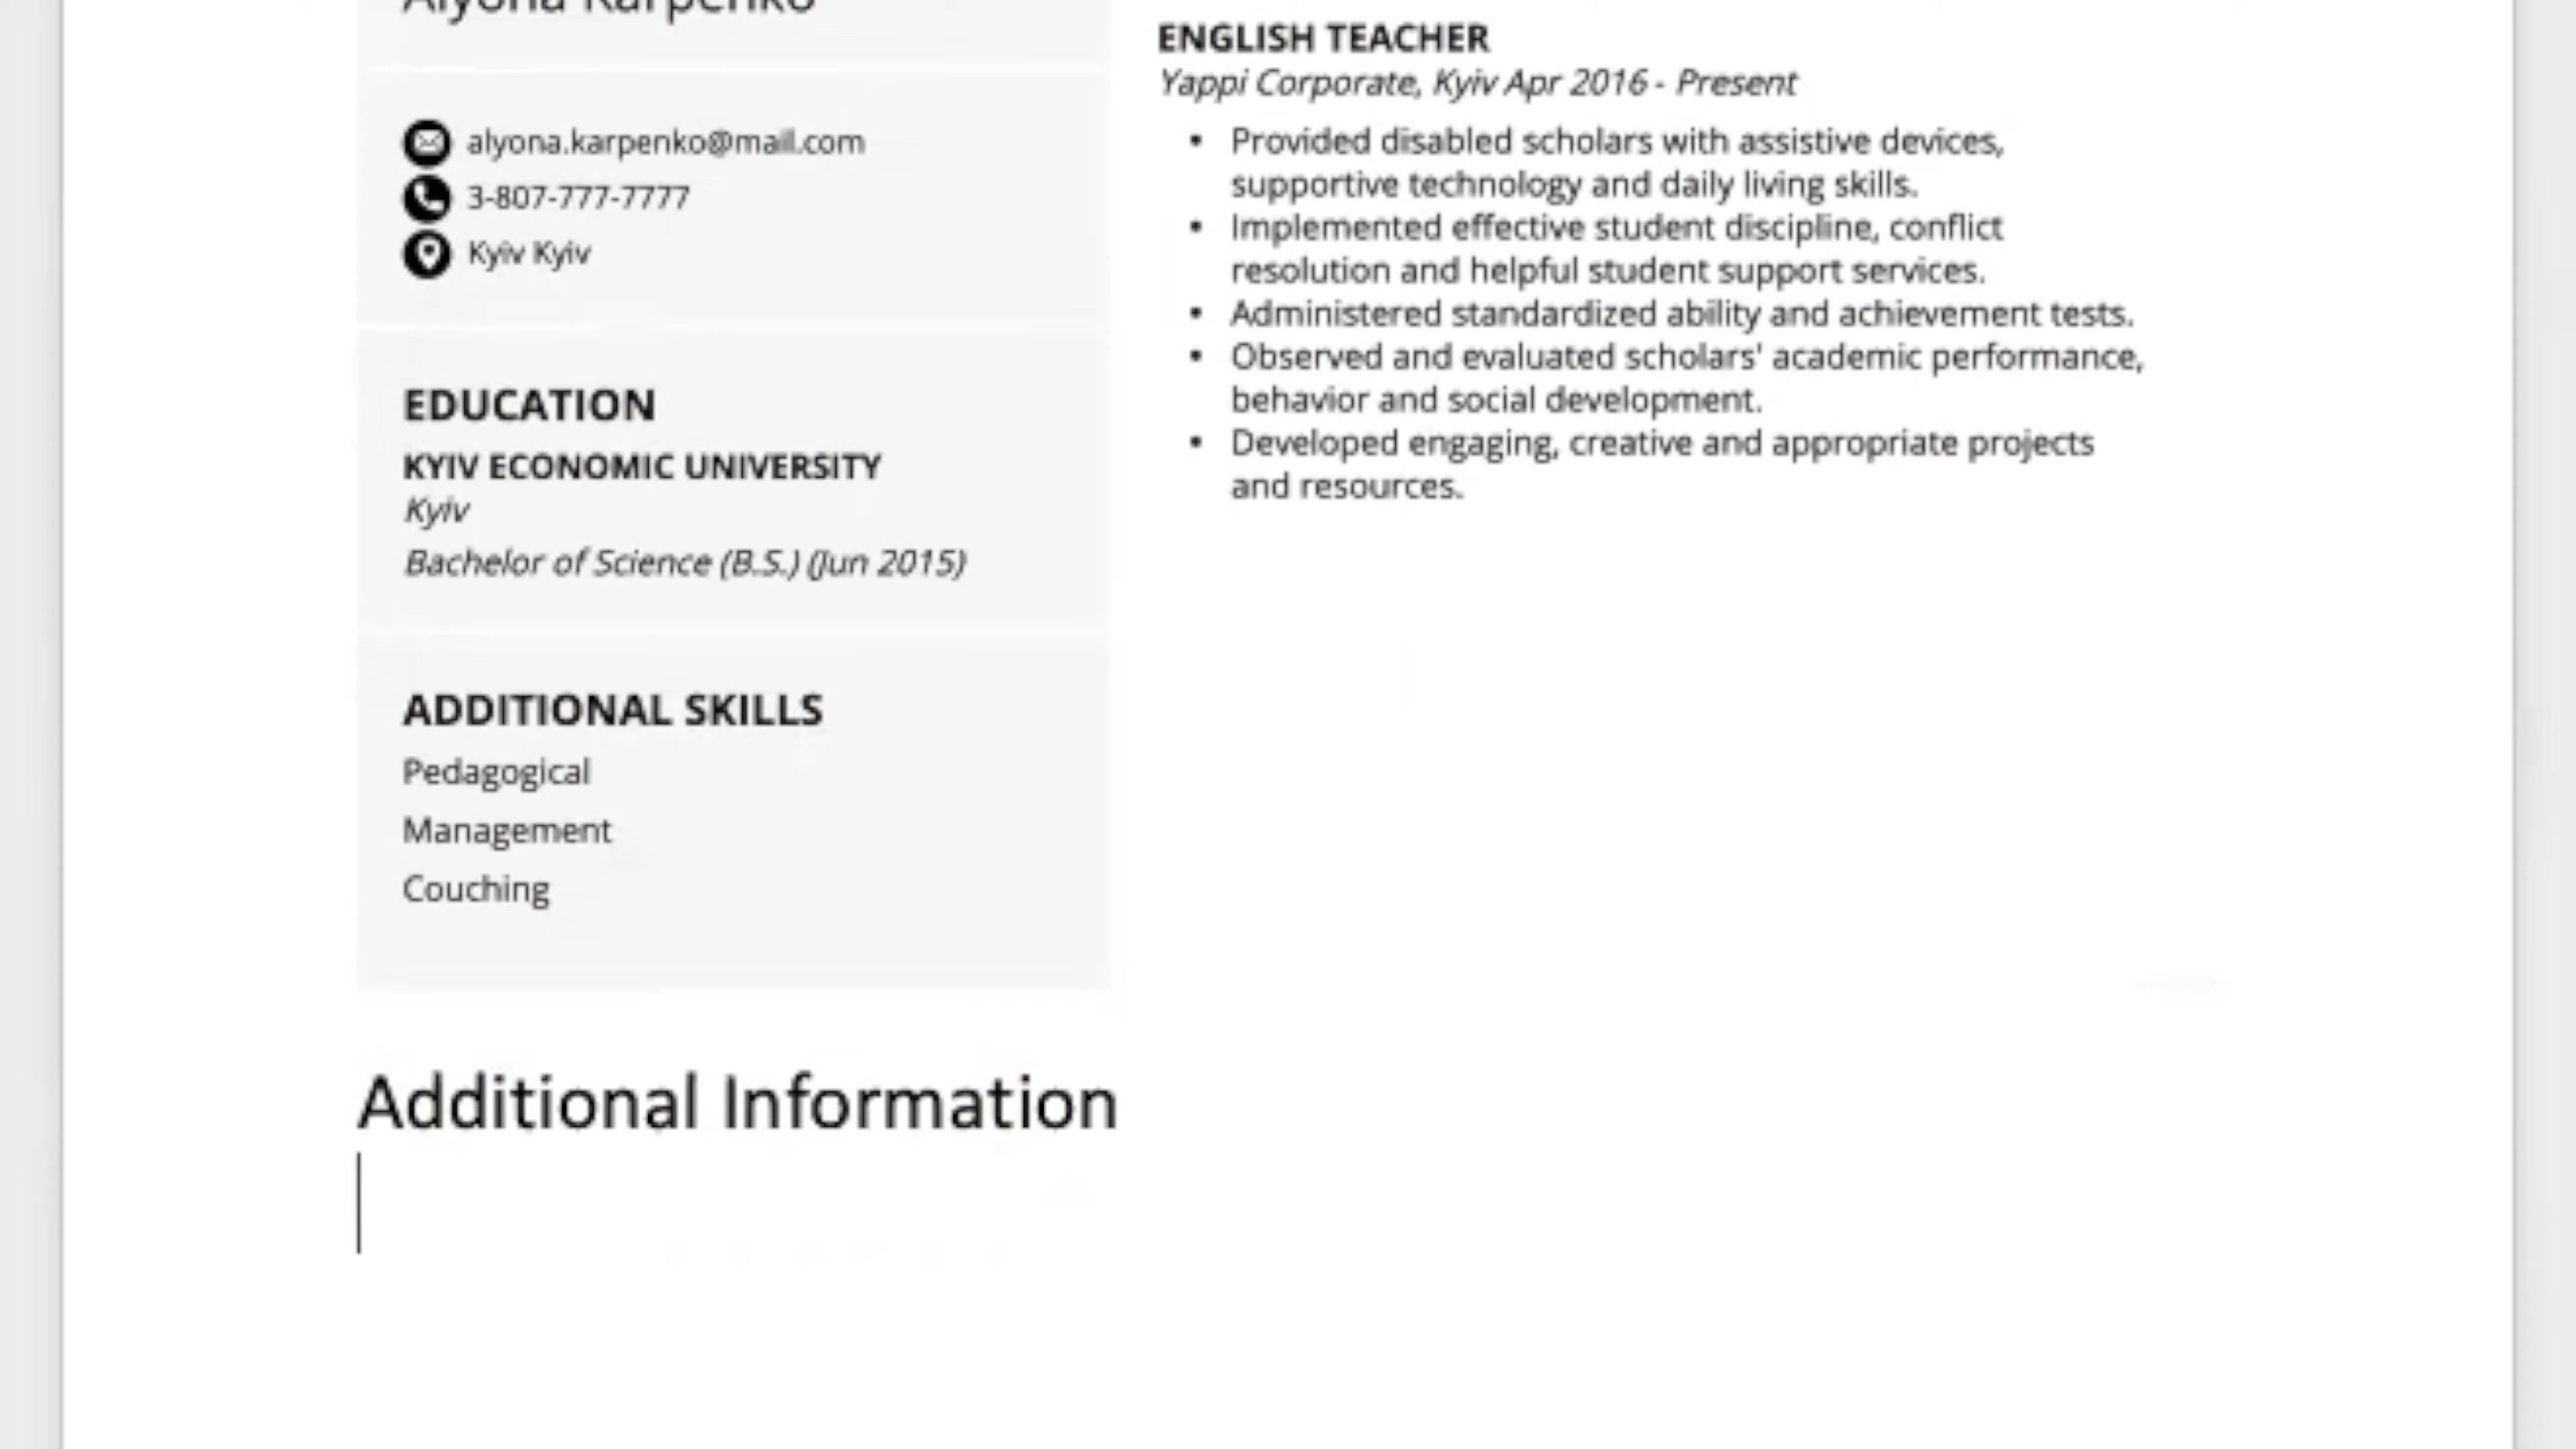 Alyona Karpenko
alyona.karpenko@mail.com
3-807-777-7777
Kyiv Kyiv
EDUCATION
KYIV ECONOMIC UNIVERSITY
Kyiv
Bachelor of Science (B.S.) (Jun 2015)
ADDITIONAL SKILLS
Pedagogical
Management
Couching
ENGLISH TEACHER
Yappi Corporate, Kyiv Apr 2016 - Present
• Provided disabled scholars with assistive devices,
supportive technology and daily living skills.
• Implemented effective student discipline, conflict
resolution and helpful student support services.
• Administered standardized ability and achievement tests.
• Observed and evaluated scholars' academic performance,
behavior and social development.
• Developed engaging, creative and appropriate projects
and resources.
Additional Information